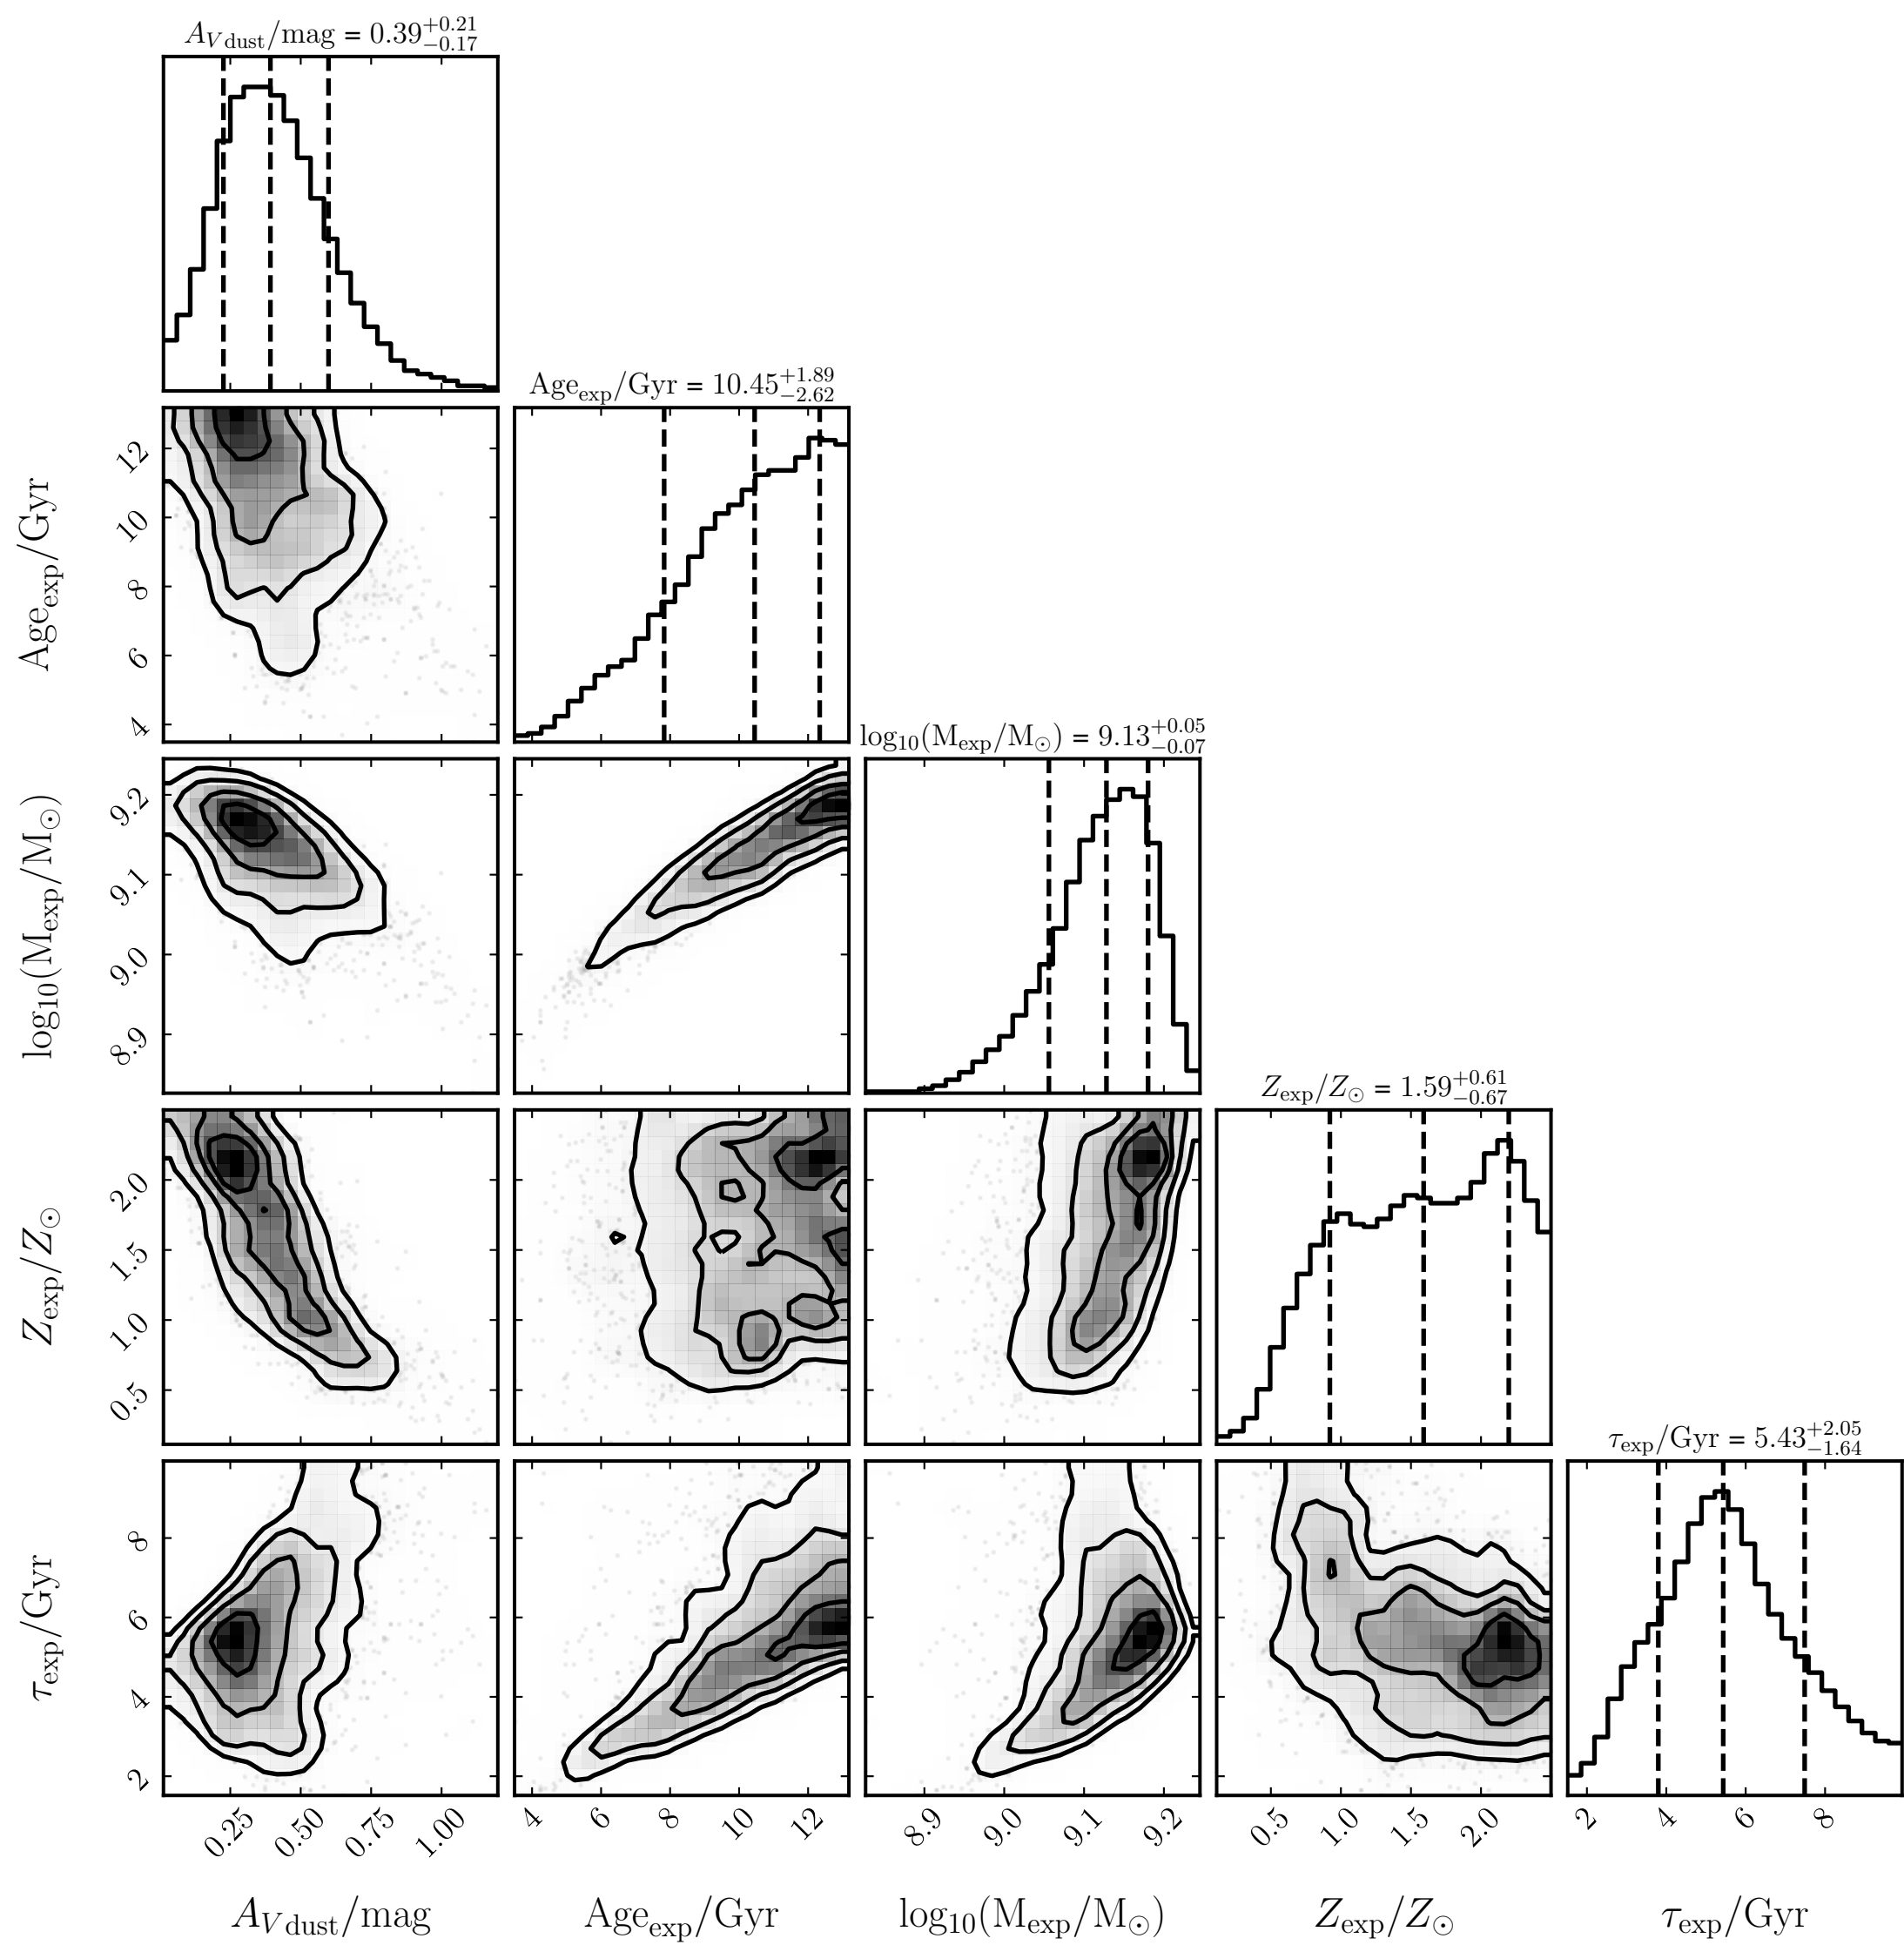 A_V dust/mag = 0.39^{+0.21}_{-0.17}
Age_exp/Gyr = 10.45^{+1.89}_{-2.62}
12
10
8
6
4
Age_exp/Gyr
log₁₀(M_exp/M_⊙) = 9.13^{+0.05}_{-0.07}
9.2
9.1
9.0
8.9
log₁₀(M_exp/M_⊙)
Z_exp/Z_⊙ = 1.59^{+0.61}_{-0.67}
2.0
1.5
1.0
0.5
Z_exp/Z_⊙
τ_exp/Gyr = 5.43^{+2.05}_{-1.64}
8
6
4
2
τ_exp/Gyr
0.25 0.50 0.75 1.00 4 6 8 10 12 8.9 9.0 9.1 9.2 0.5 1.0 1.5 2.0 2 4 6 8
A_V dust/mag Age_exp/Gyr log₁₀(M_exp/M_⊙) Z_exp/Z_⊙ τ_exp/Gyr